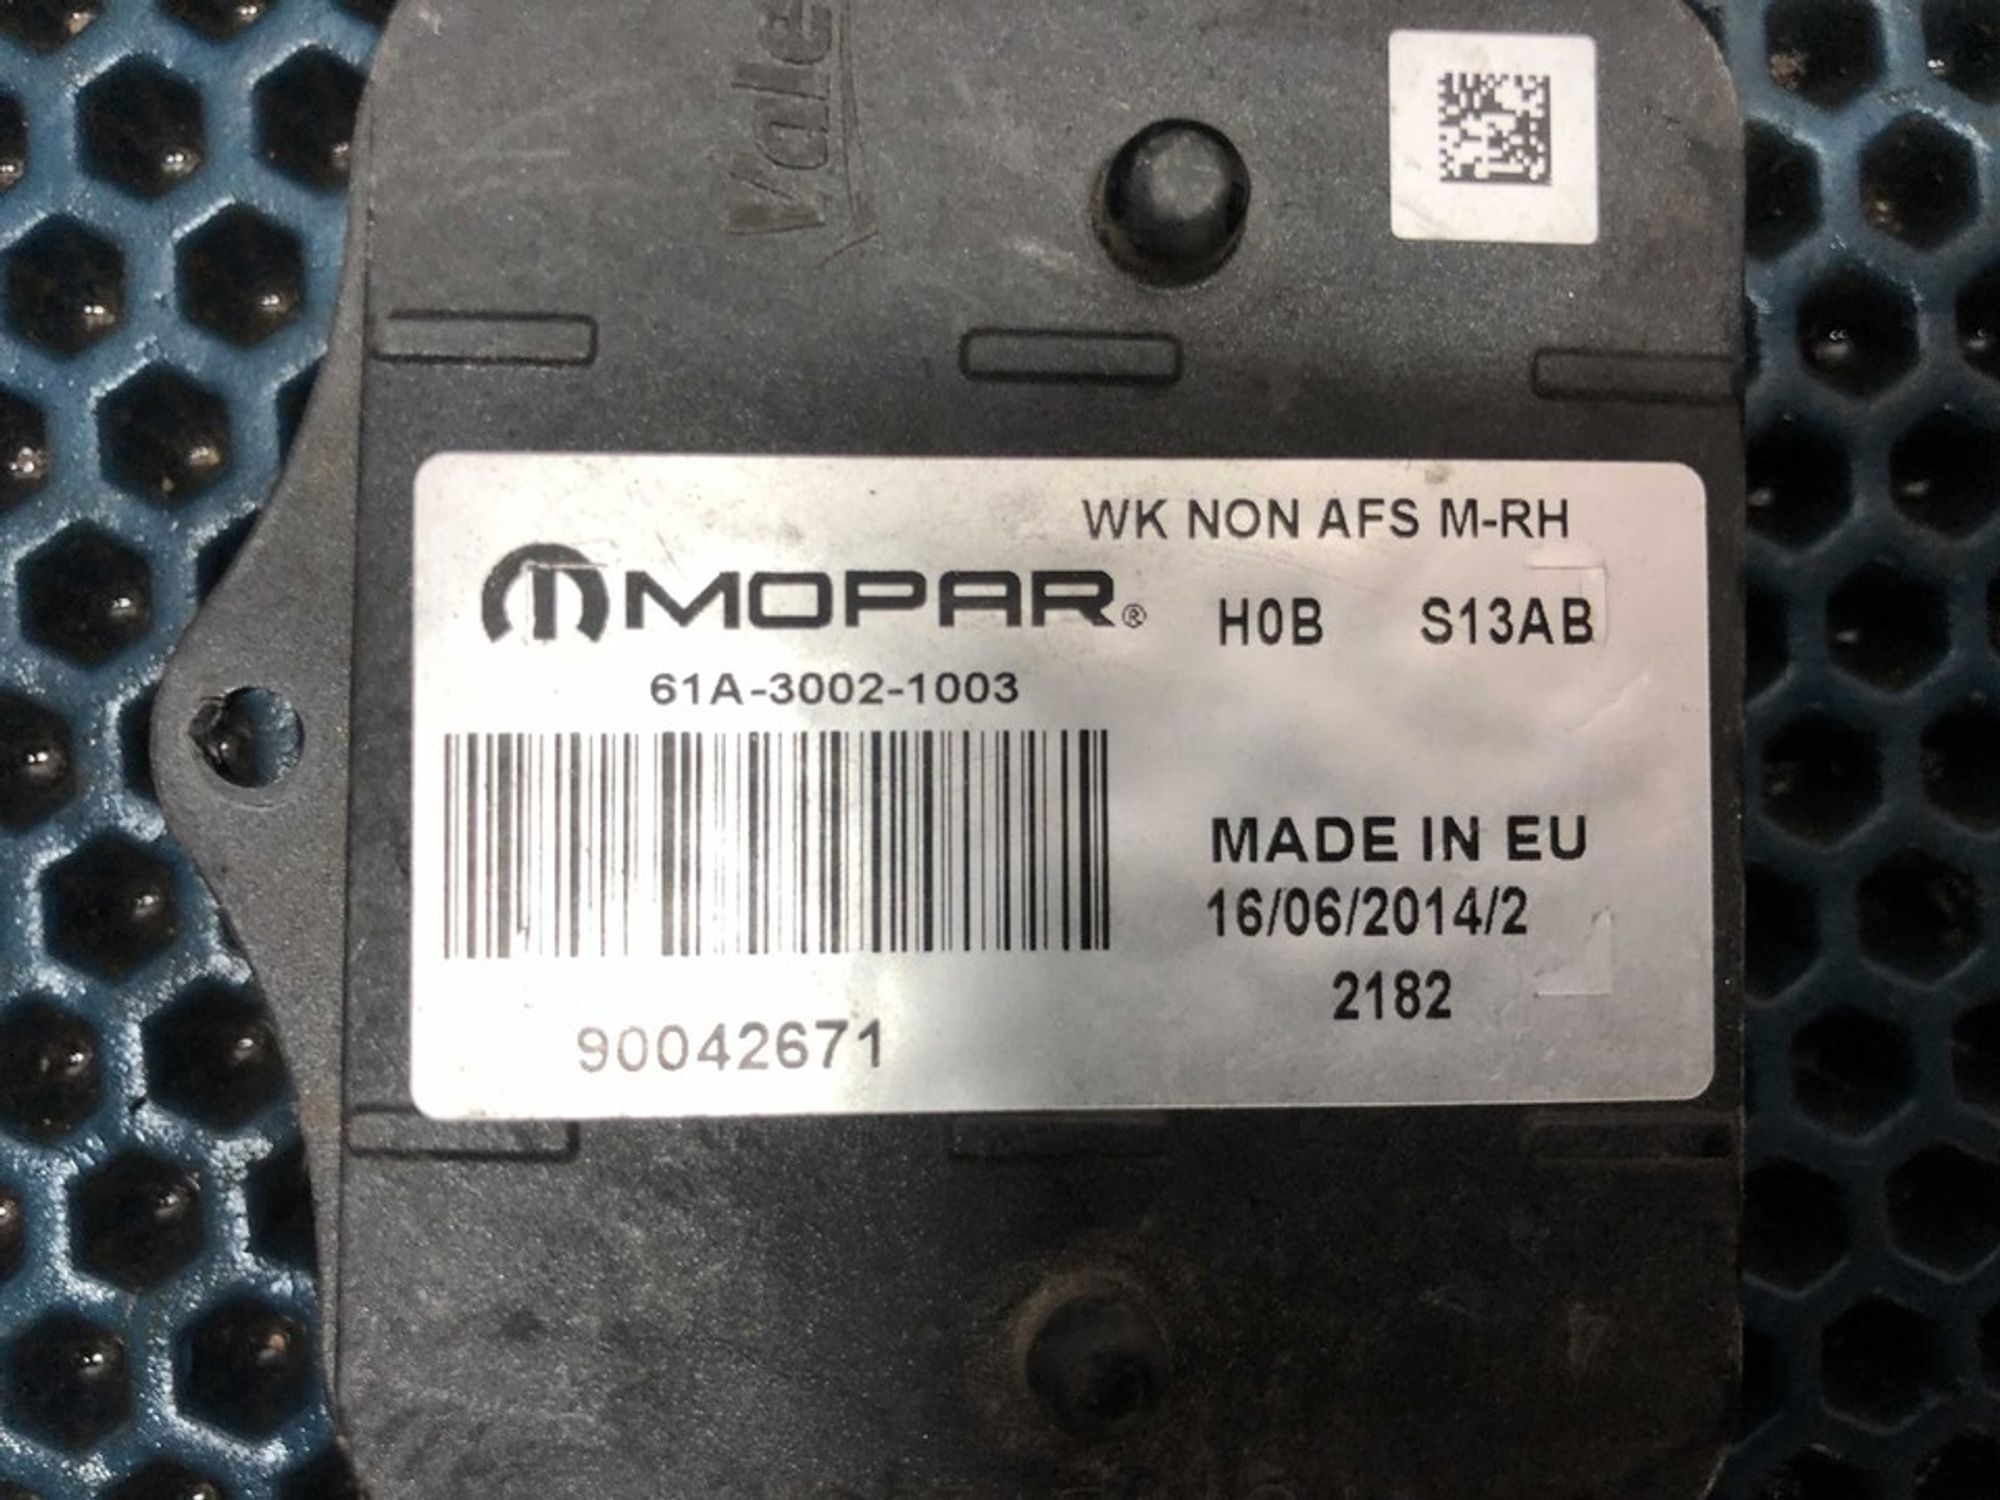 WK NON AFS M-RH
MOPAR®
H0B S13AB
61A-3002-1003
MADE IN EU
16/06/2014/2
2182
90042671